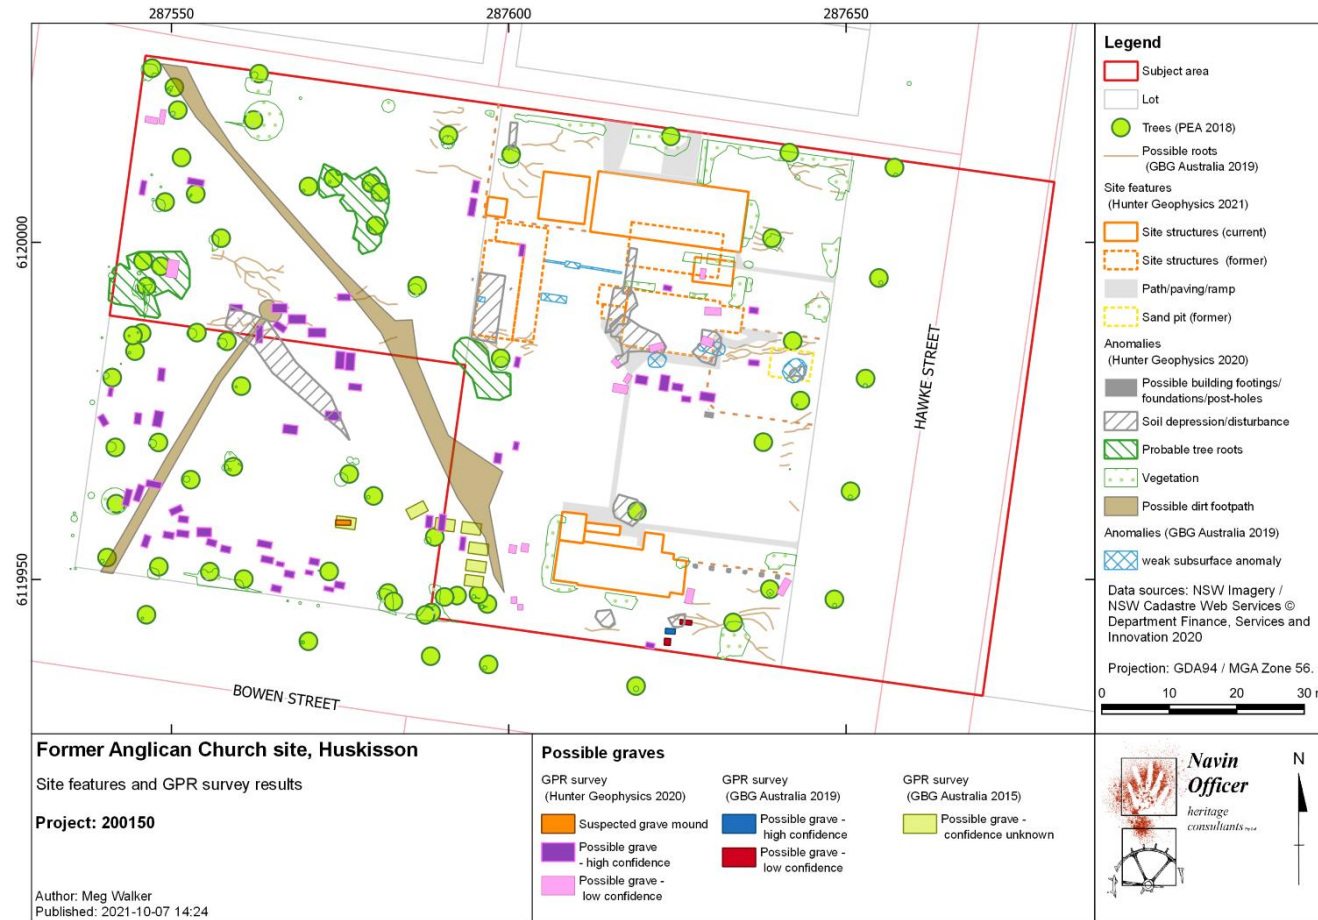 287550
287600
287650
6120000
6119950
HAWKE STREET
BOWEN STREET
Legend
Subject area
Lot
Trees (PEA 2018)
Possible roots
(GBG Australia 2019)
Site features
(Hunter Geophysics 2021)
Site structures (current)
Site structures (former)
Path/paving/ramp
Sand pit (former)
Anomalies
(Hunter Geophysics 2020)
Possible building footings/
foundations/post-holes
Soil depression/disturbance
Probable tree roots
Vegetation
Possible dirt footpath
Anomalies (GBG Australia 2019)
weak subsurface anomaly
Data sources: NSW Imagery /
NSW Cadastre Web Services ©
Department Finance, Services and
Innovation 2020
Projection: GDA94 / MGA Zone 56.
0 10 20 30 m
Former Anglican Church site, Huskisson
Site features and GPR survey results
Project: 200150
Author: Meg Walker
Published: 2021-10-07 14:24
Possible graves
GPR survey
(Hunter Geophysics 2020)
Suspected grave mound
Possible grave
- high confidence
Possible grave -
low confidence
GPR survey
(GBG Australia 2019)
Possible grave -
high confidence
Possible grave -
low confidence
GPR survey
(GBG Australia 2015)
Possible grave -
confidence unknown
Navin
Officer
heritage
consultants
N